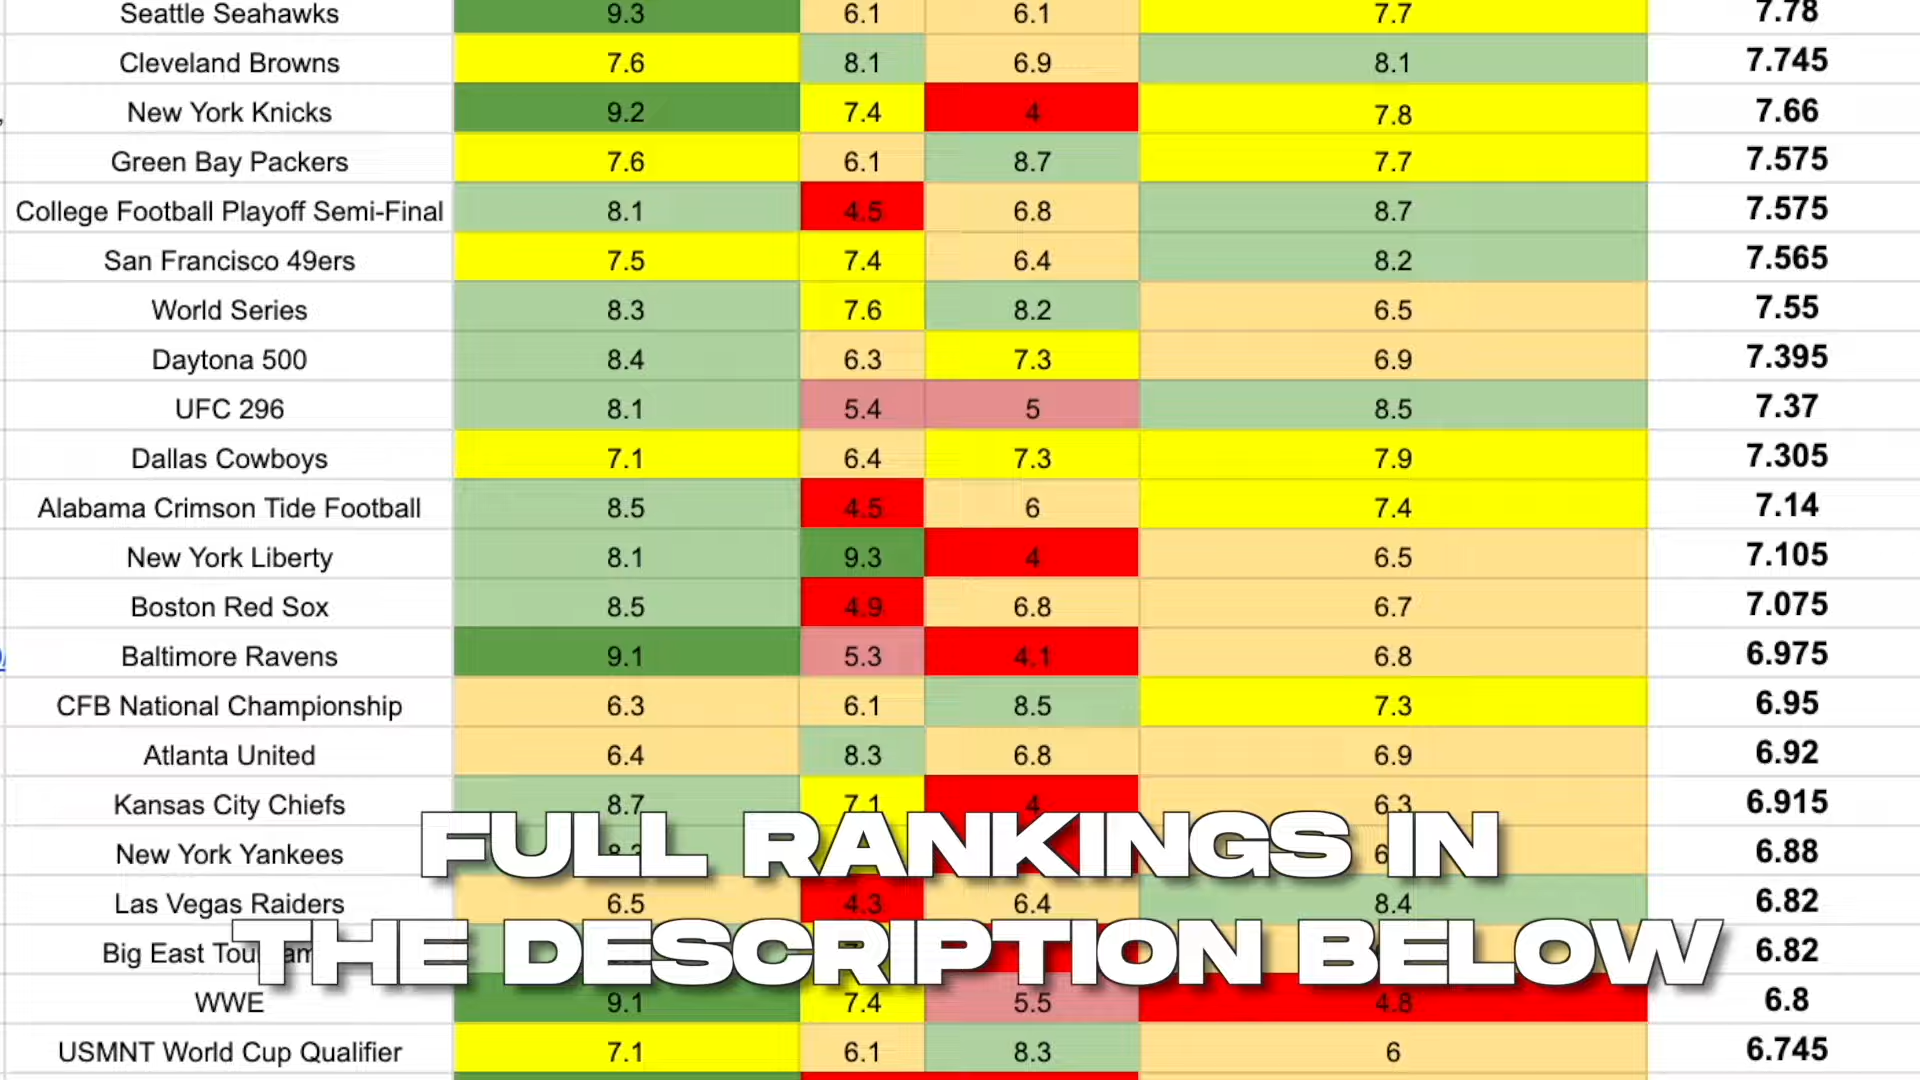 Seattle Seahawks 9.3 6.1 6.1 7.7 7.78
Cleveland Browns 7.6 8.1 6.9 8.1 7.745
New York Knicks 9.2 7.4 4 7.8 7.66
Green Bay Packers 7.6 6.1 8.7 7.7 7.575
College Football Playoff Semi-Final 8.1 4.5 6.8 8.7 7.575
San Francisco 49ers 7.5 7.4 6.4 8.2 7.565
World Series 8.3 7.6 8.2 6.5 7.55
Daytona 500 8.4 6.3 7.3 6.9 7.395
UFC 296 8.1 5.4 5 8.5 7.37
Dallas Cowboys 7.1 6.4 7.3 7.9 7.305
Alabama Crimson Tide Football 8.5 4.5 6 7.4 7.14
New York Liberty 8.1 9.3 4 6.5 7.105
Boston Red Sox 8.5 4.9 6.8 6.7 7.075
Baltimore Ravens 9.1 5.3 4.1 6.8 6.975
CFB National Championship 6.3 6.1 8.5 7.3 6.95
Atlanta United 6.4 8.3 6.8 6.9 6.92
Kansas City Chiefs 8.7 7.1 4 6.3 6.915
FULL RANKINGS IN
New York Yankees 6.88
Las Vegas Raiders 6.5 4.3 6.4 8.4 6.82
THE DESCRIPTION BELOW
Big East 6.82
WWE 9.1 7.4 5.5 4.8 6.8
USMNT World Cup Qualifier 7.1 6.1 8.3 6 6.745